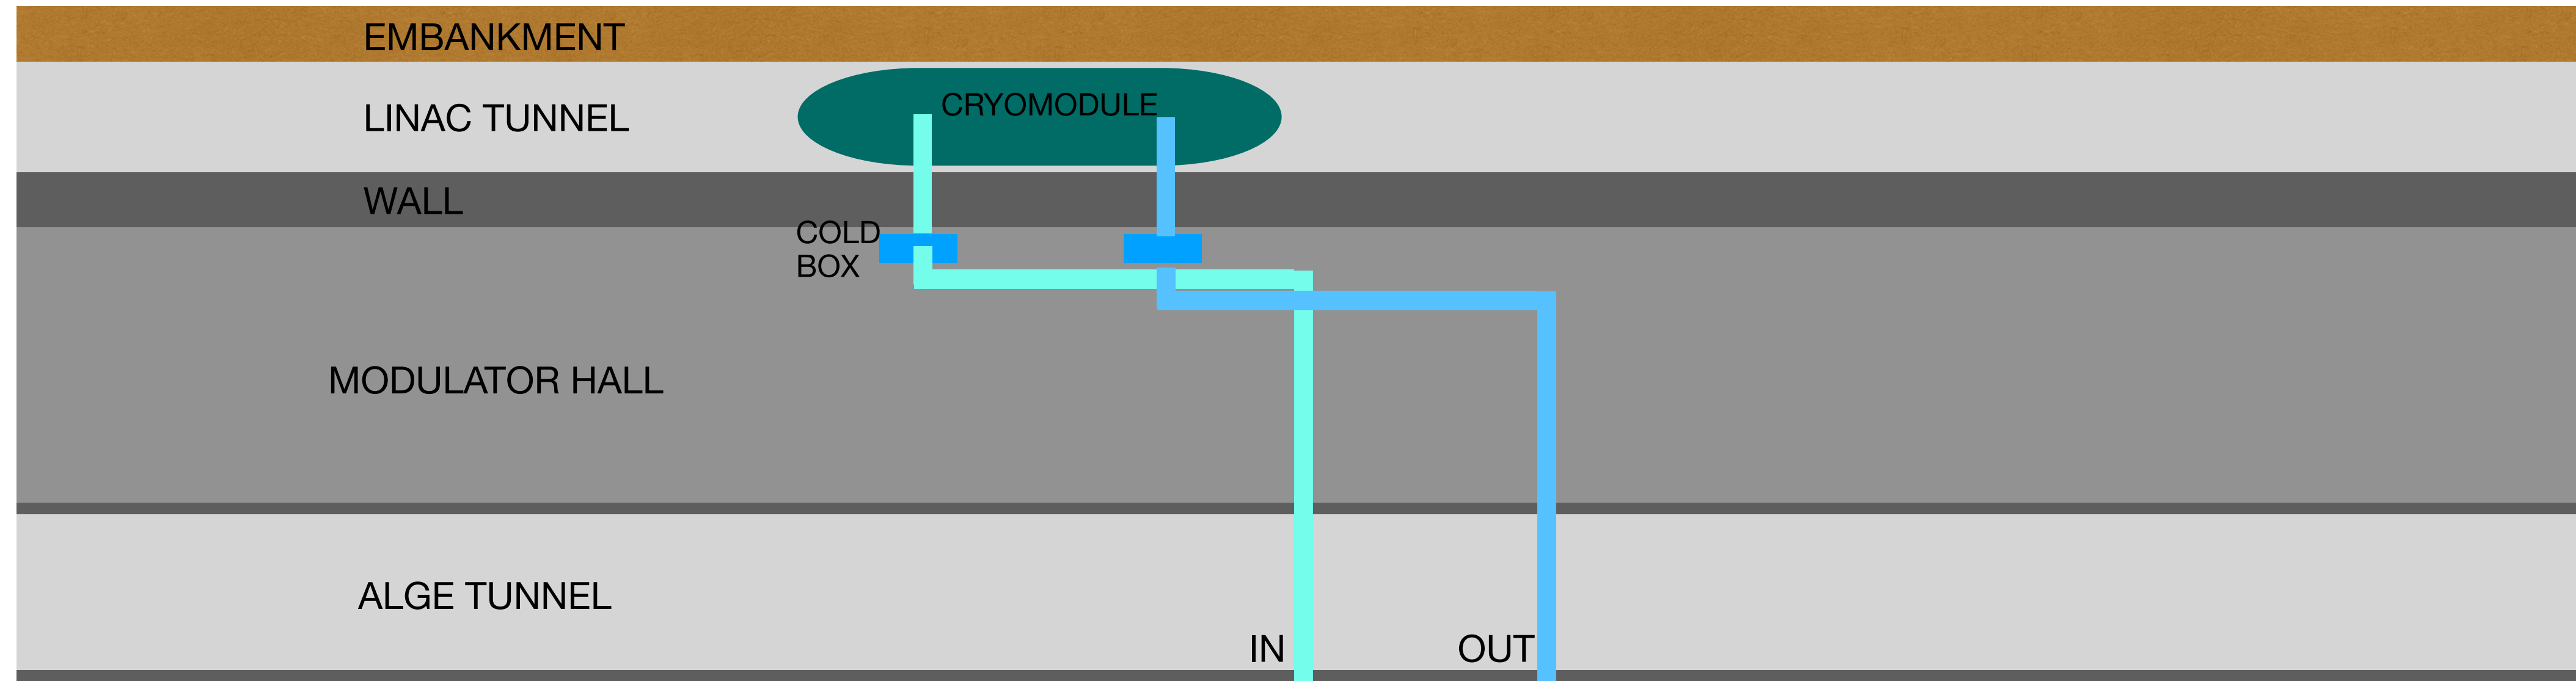 EMBANKMENT
LINAC TUNNEL
CRYOMODULE
WALL
COLD
BOX
MODULATOR HALL
ALGE TUNNEL
IN
OUT